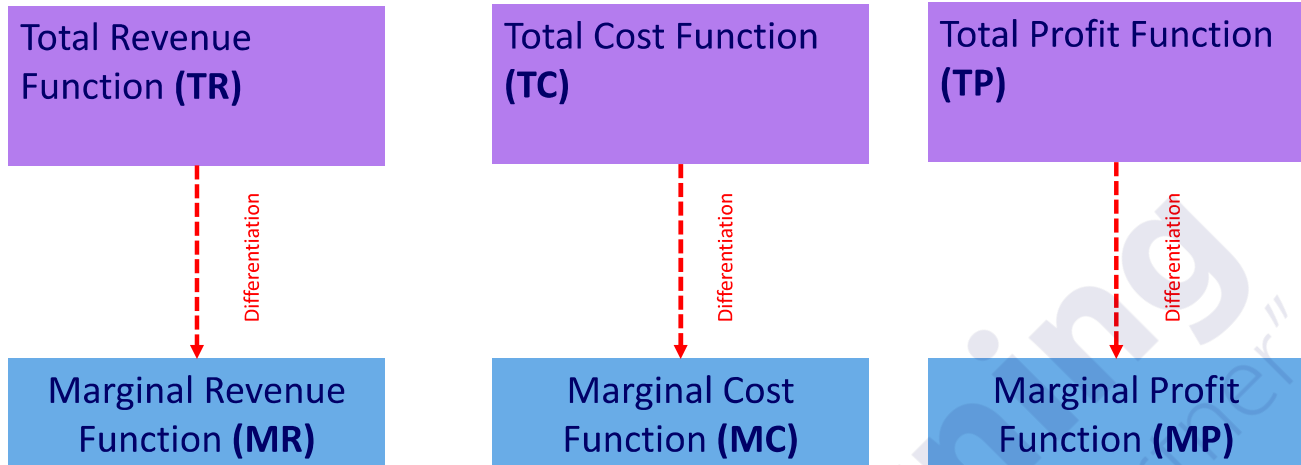 Total Revenue
Function (TR)
Total Cost Function
(TC)
Total Profit Function
(TP)
Differentiation
Differentiation
Differentiation
Marginal Revenue
Function (MR)
Marginal Cost
Function (MC)
Marginal Profit
Function (MP)